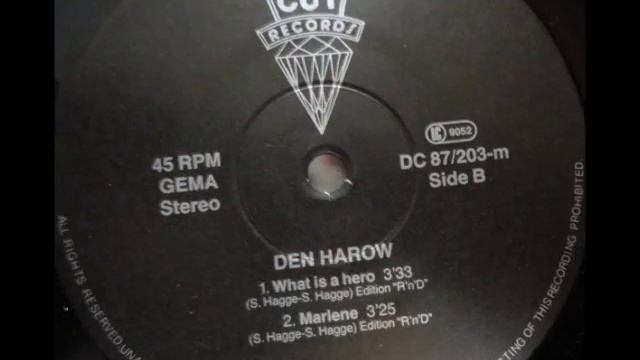 CUT
RECORDS
45 RPM
GEMA
Stereo
LC 9052
DC 87/203-m
Side B
DEN HAROW
1. What is a hero 3'33
(S. Hagge-S. Hagge) Edition "R'n'D"
2. Marlene 3'25
(S. Hagge-S. Hagge) Edition "R'n'D"
ALL RIGHTS RESERVED.
OF THIS RECORDING PROHIBITED.